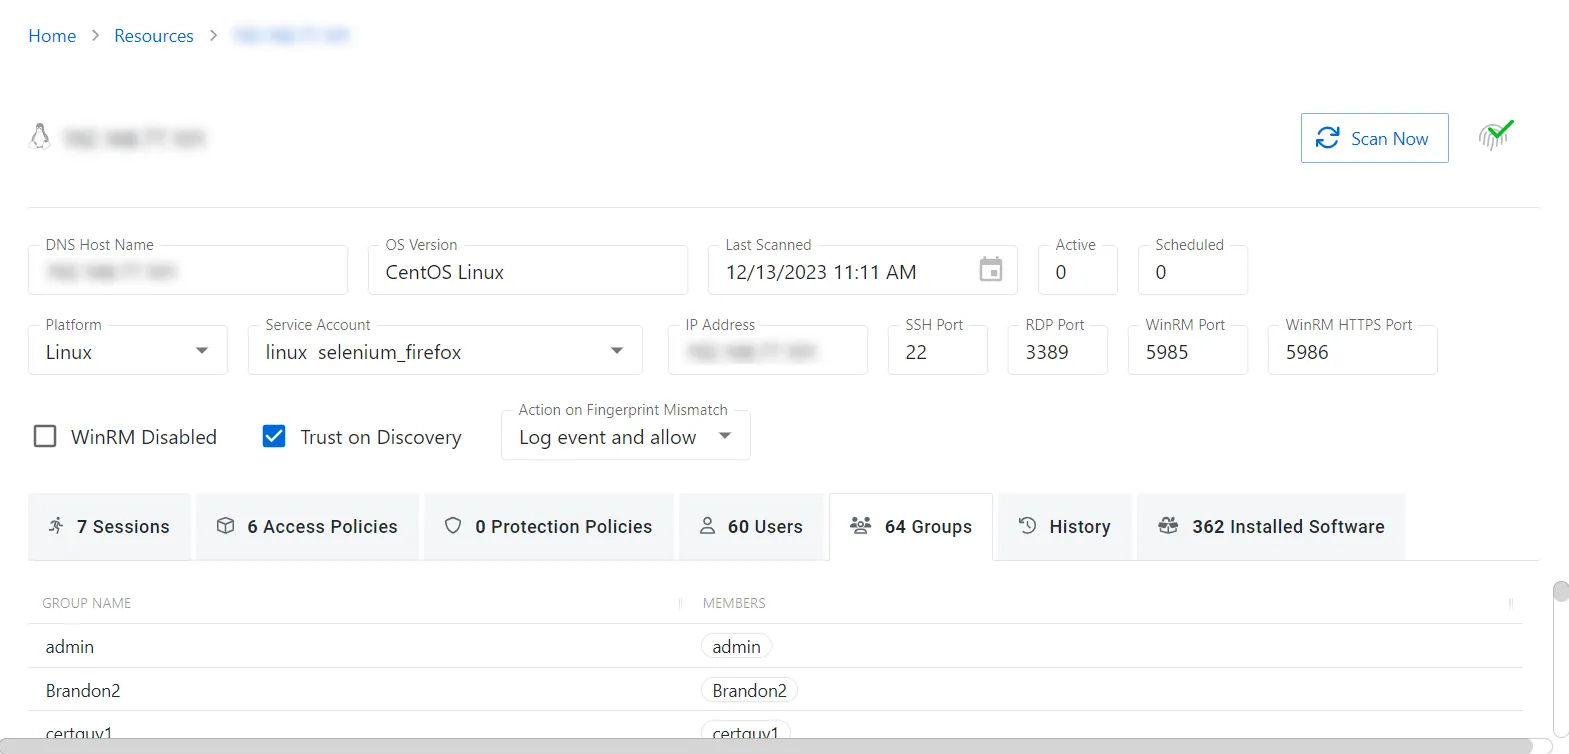 Home > Resources >
Scan Now
DNS Host Name
OS Version
CentOS Linux
Last Scanned
12/13/2023 11:11 AM
Active
0
Scheduled
0
Platform
Linux
Service Account
linux selenium_firefox
IP Address
SSH Port
22
RDP Port
3389
WinRM Port
5985
WinRM HTTPS Port
5986
WinRM Disabled
Trust on Discovery
Action on Fingerprint Mismatch
Log event and allow
7 Sessions
6 Access Policies
0 Protection Policies
60 Users
64 Groups
History
362 Installed Software
GROUP NAME MEMBERS
admin admin
Brandon2 Brandon2
certguy1 certguy1